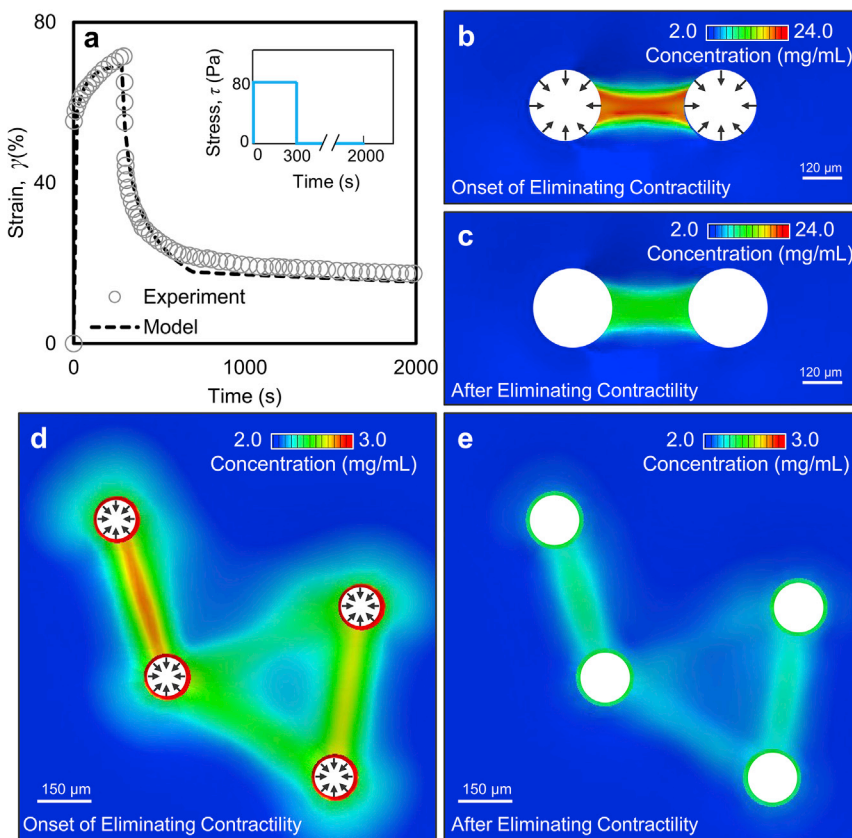 a
80
40
0
Strain, γ(%)
0
1000
2000
Time (s)
Experiment
Model
Stress, τ (Pa)
80
0
0
300
2000
Time (s)
b
2.0
24.0
Concentration (mg/mL)
120 μm
Onset of Eliminating Contractility
c
2.0
24.0
Concentration (mg/mL)
120 μm
After Eliminating Contractility
d
2.0
3.0
Concentration (mg/mL)
150 μm
Onset of Eliminating Contractility
e
2.0
3.0
Concentration (mg/mL)
150 μm
After Eliminating Contractility